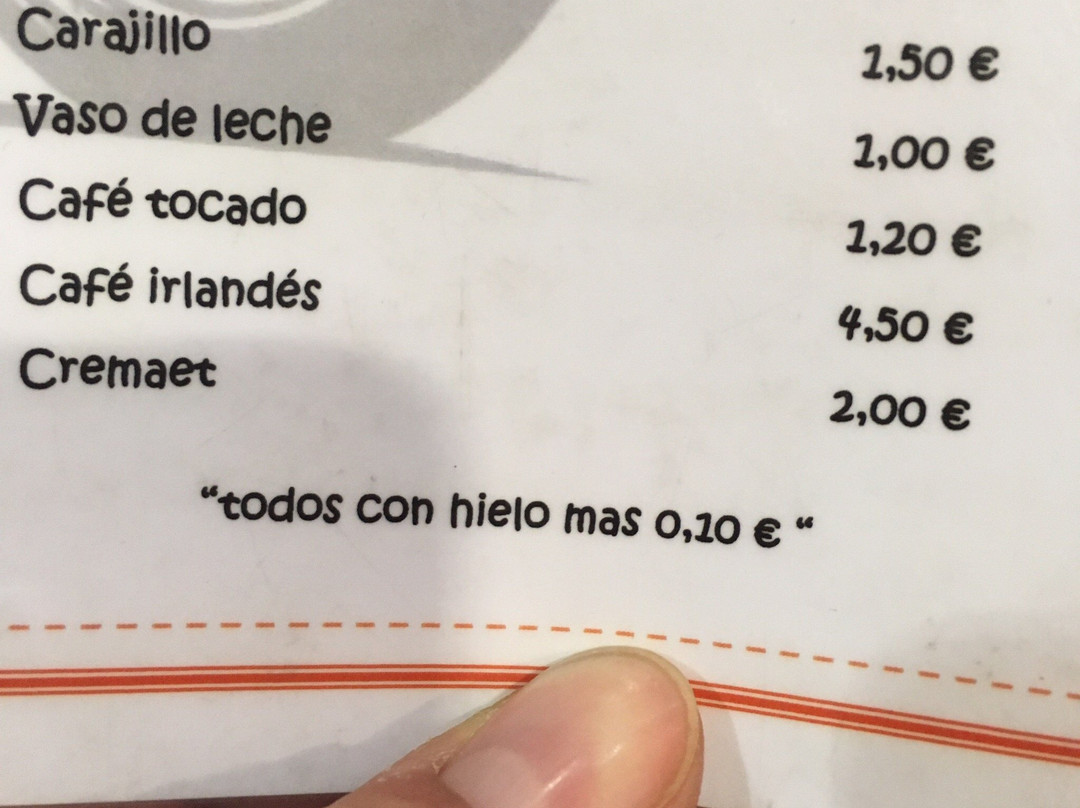 Carajillo 1,50 €
Vaso de leche 1,00 €
Café tocado 1,20 €
Café irlandés 4,50 €
Cremaet 2,00 €
“todos con hielo mas 0,10 € “